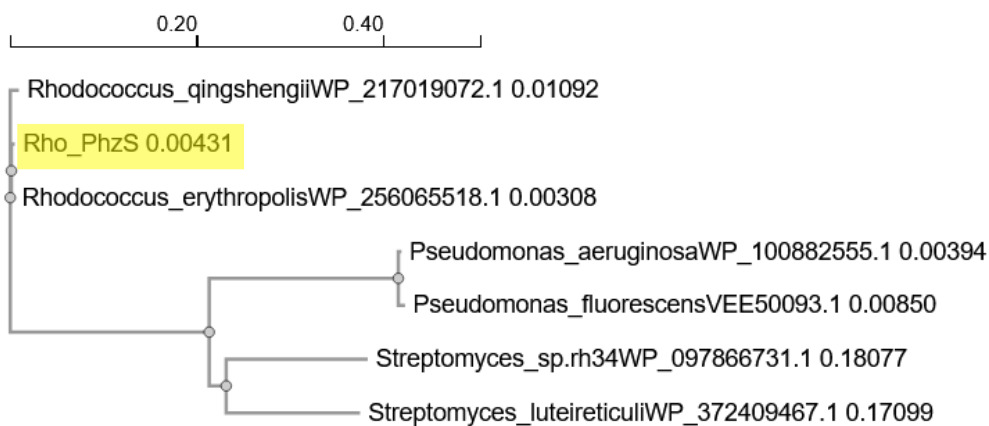 0.20 0.40
Rhodococcus_qingshengiiWP_217019072.1 0.01092
Rho_PhzS 0.00431
Rhodococcus_erythropolisWP_256065518.1 0.00308
Pseudomonas_aeruginosaWP_100882555.1 0.00394
Pseudomonas_fluorescensVEE50093.1 0.00850
Streptomyces_sp.rh34WP_097866731.1 0.18077
Streptomyces_luteireticuliWP_372409467.1 0.17099